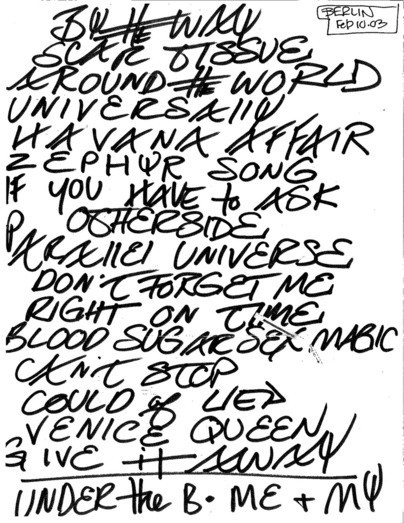 BERLIN
Feb 10·03
BY the WAY
SCAR TISSUE
AROUND the WORLD
UNIVERSALLY
HAVANA AFFAIR
ZEPHYR SONG
IF YOU HAVE to ASK
OTHERSIDE
PARALLEL UNIVERSE
DON'T FORGET ME
RIGHT ON TIME
BLOOD SUGAR SEX MAGIC
CAN'T STOP
COULD of LIED
VENICE QUEEN
GIVE it AWAY
UNDER the B· ME + MY